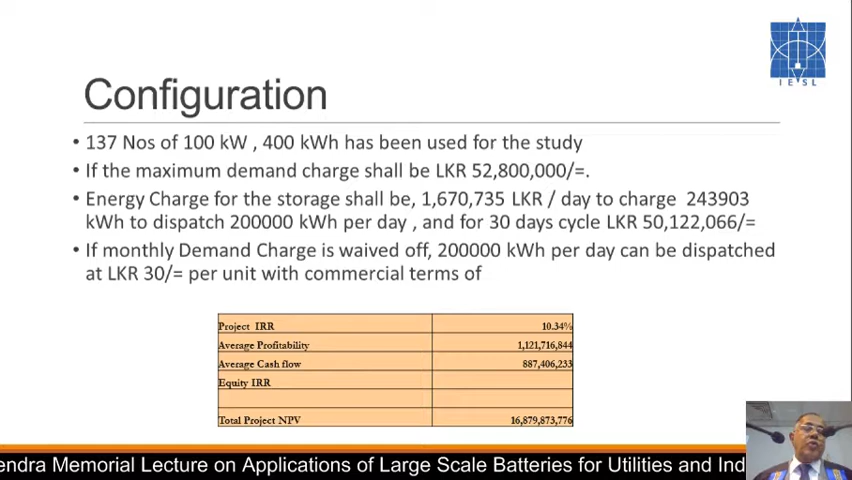 IESL
Configuration
• 137 Nos of 100 kW , 400 kWh has been used for the study
• If the maximum demand charge shall be LKR 52,800,000/=.
• Energy Charge for the storage shall be, 1,670,735 LKR / day to charge 243903
kWh to dispatch 200000 kWh per day , and for 30 days cycle LKR 50,122,066/=
• If monthly Demand Charge is waived off, 200000 kWh per day can be dispatched
at LKR 30/= per unit with commercial terms of
Project IRR 10.34%
Average Profitability 1,121,716,844
Average Cash flow 887,406,233
Equity IRR
Total Project NPV 16,879,873,776
endra Memorial Lecture on Applications of Large Scale Batteries for Utilities and Ind